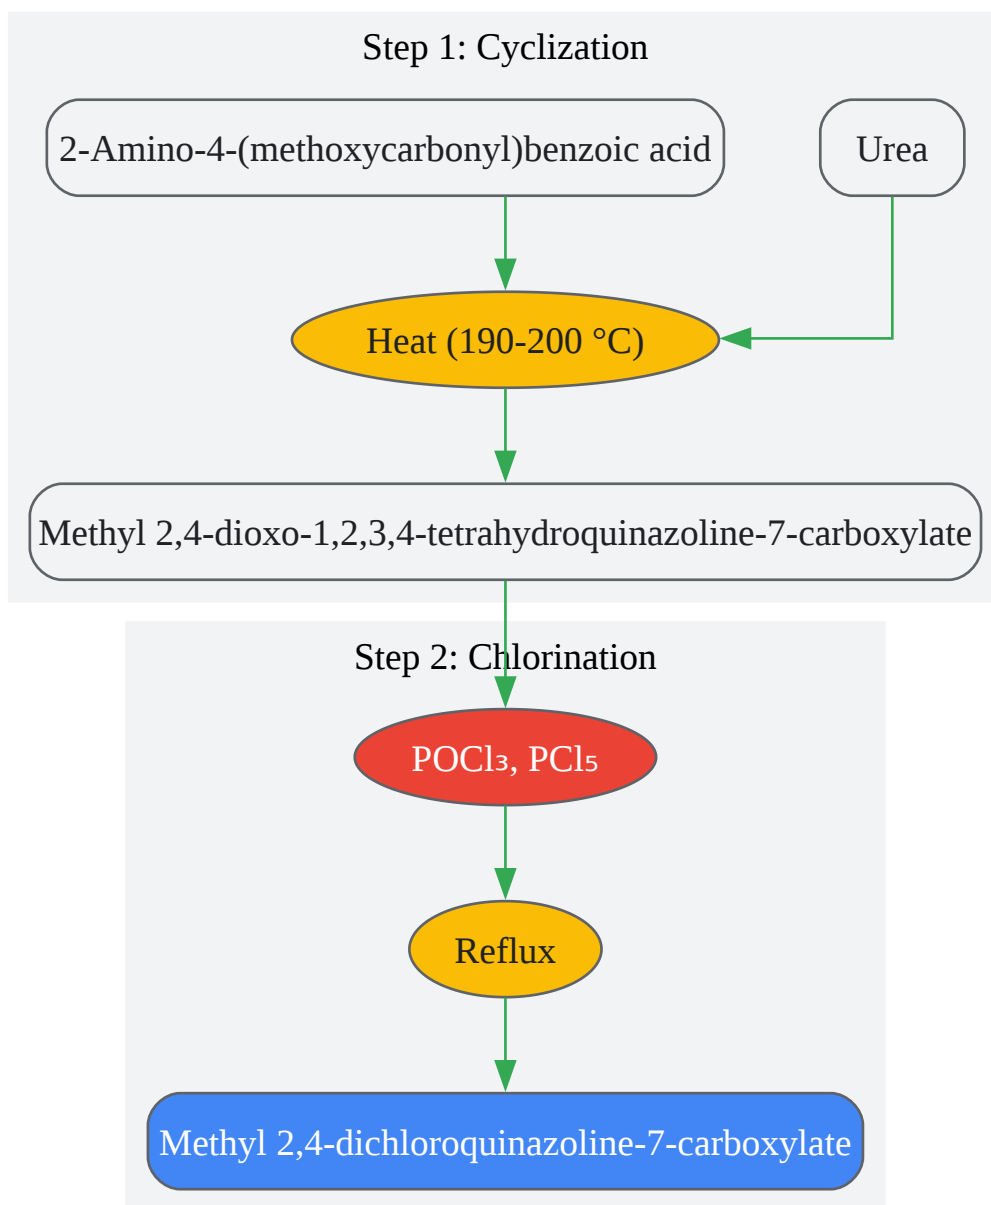 Step 1: Cyclization
2-Amino-4-(methoxycarbonyl)benzoic acid
Urea
Heat (190-200 °C)
Methyl 2,4-dioxo-1,2,3,4-tetrahydroquinazoline-7-carboxylate
Step 2: Chlorination
POCl₃, PCl₅
Reflux
Methyl 2,4-dichloroquinazoline-7-carboxylate